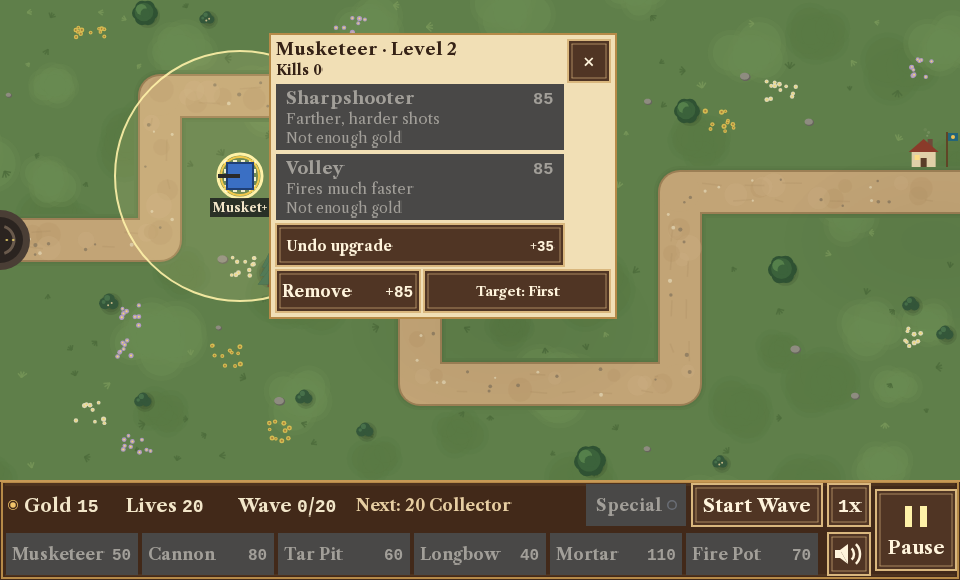 Musketeer · Level 2
Kills 0
×
Sharpshooter 85
Farther, harder shots
Not enough gold
Volley 85
Fires much faster
Not enough gold
Undo upgrade +35
Remove +85
Target: First
Musket+
Gold 15 Lives 20 Wave 0/20 Next: 20 Collector
Special
Start Wave
1x
Pause
Musketeer 50
Cannon 80
Tar Pit 60
Longbow 40
Mortar 110
Fire Pot 70